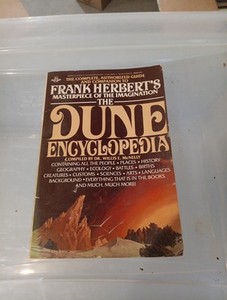 THE COMPLETE, AUTHORIZED GUIDE
AND COMPANION TO
FRANK HERBERT'S
MASTERPIECE OF THE IMAGINATION
THE
DUNE
ENCYCLOPEDIA
COMPILED BY DR. WILLIS E. McNELLY
CONTAINING ALL THE PEOPLE • PLACES • HISTORY
GEOGRAPHY • ECOLOGY • BATTLES • BIRTHS
CREATURES • CUSTOMS • SCIENCES • ARTS • LANGUAGES
BACKGROUND • EVERYTHING THAT IS IN THE BOOKS
AND MUCH, MUCH MORE!